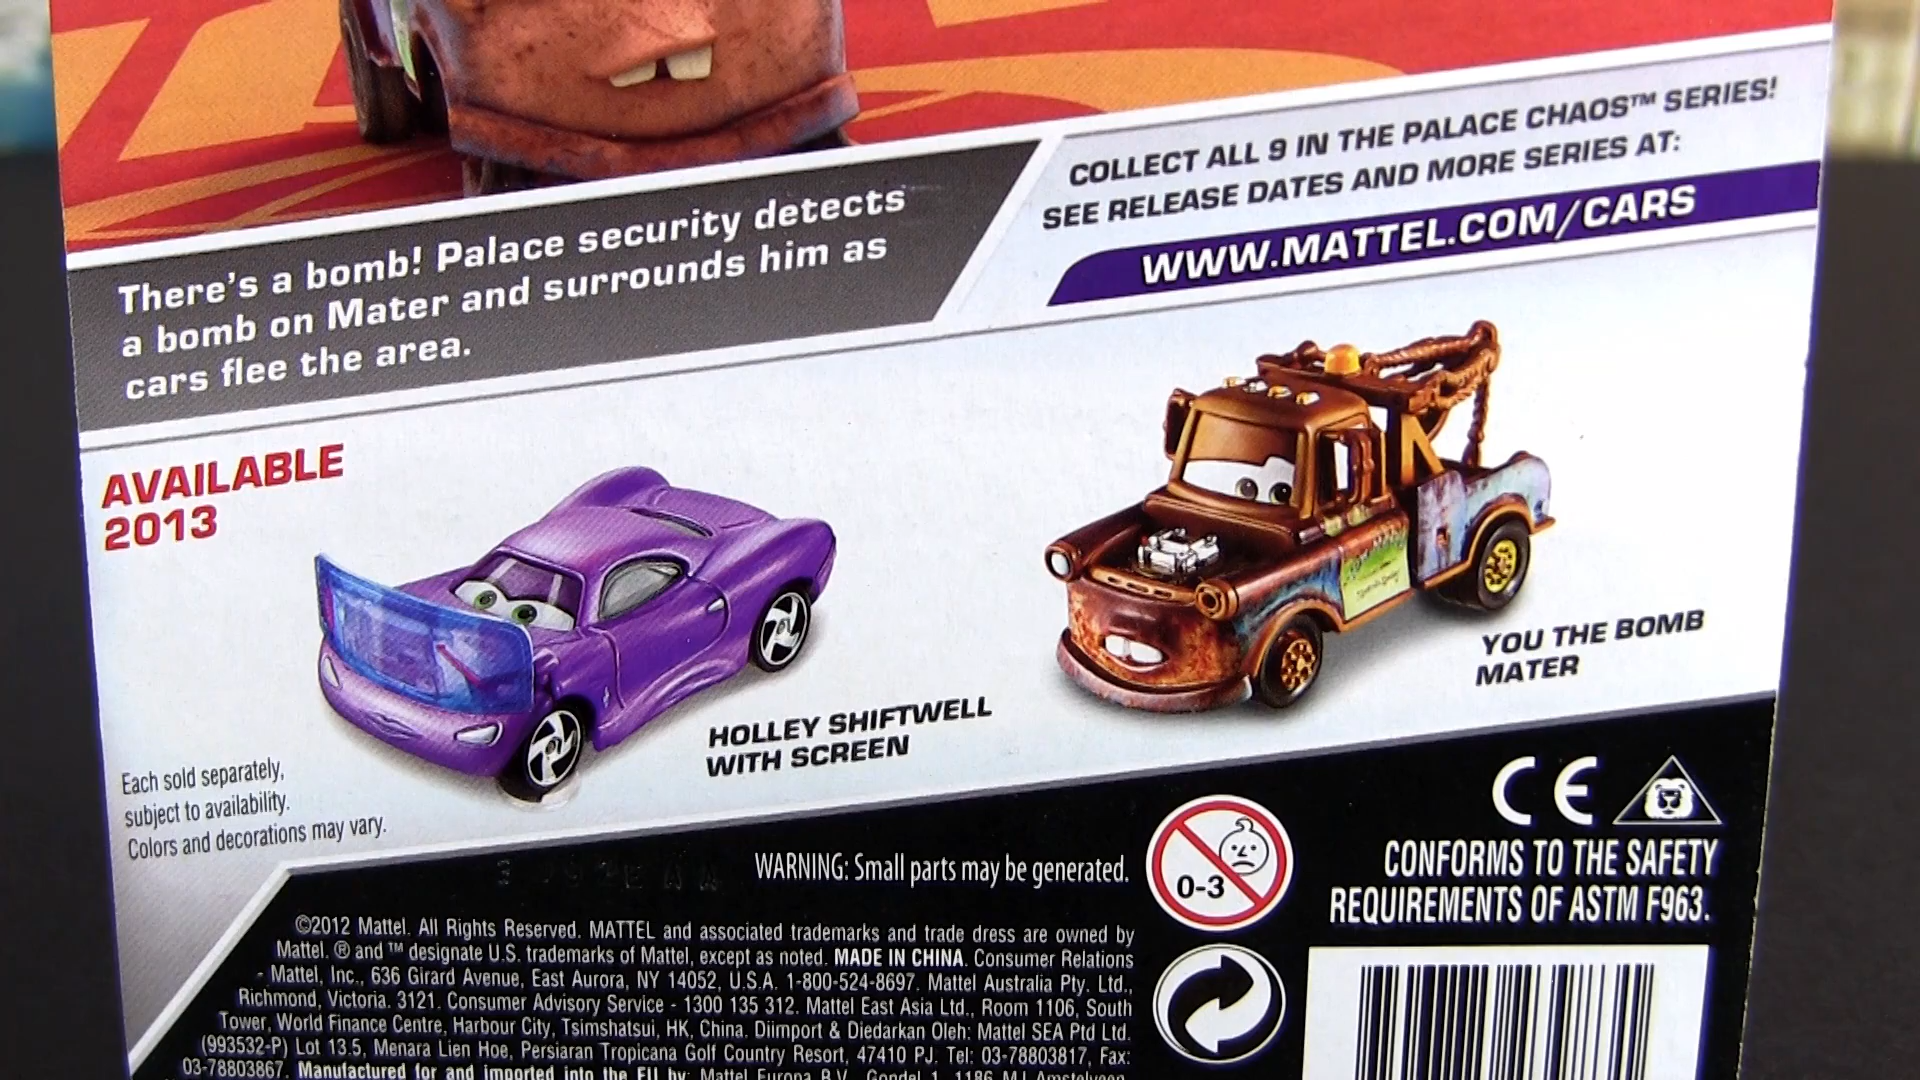 COLLECT ALL 9 IN THE PALACE CHAOS™ SERIES!
SEE RELEASE DATES AND MORE SERIES AT:
WWW.MATTEL.COM/CARS
There's a bomb! Palace security detects
a bomb on Mater and surrounds him as
cars flee the area.
AVAILABLE
2013
HOLLEY SHIFTWELL
WITH SCREEN
YOU THE BOMB
MATER
Each sold separately,
subject to availability.
Colors and decorations may vary.
WARNING: Small parts may be generated.
0-3
CE
CONFORMS TO THE SAFETY
REQUIREMENTS OF ASTM F963.
©2012 Mattel. All Rights Reserved. MATTEL and associated trademarks and trade dress are owned by
Mattel. ® and ™ designate U.S. trademarks of Mattel, except as noted. MADE IN CHINA. Consumer Relations
- Mattel, Inc., 636 Girard Avenue, East Aurora, NY 14052, U.S.A. 1-800-524-8697. Mattel Australia Pty. Ltd.,
Richmond, Victoria. 3121. Consumer Advisory Service - 1300 135 312. Mattel East Asia Ltd., Room 1106, South
Tower, World Finance Centre, Harbour City, Tsimshatsui, HK, China. Diimport & Diedarkan Oleh: Mattel SEA Ptd Ltd.
(993532-P) Lot 13.5, Menara Lien Hoe, Persiaran Tropicana Golf Country Resort, 47410 PJ. Tel: 03-78803817, Fax:
03-78803867. Manufactured for and imported into the EU by: Mattel Europa B.V., Gondel 1, 1186 MJ Amstelveen,